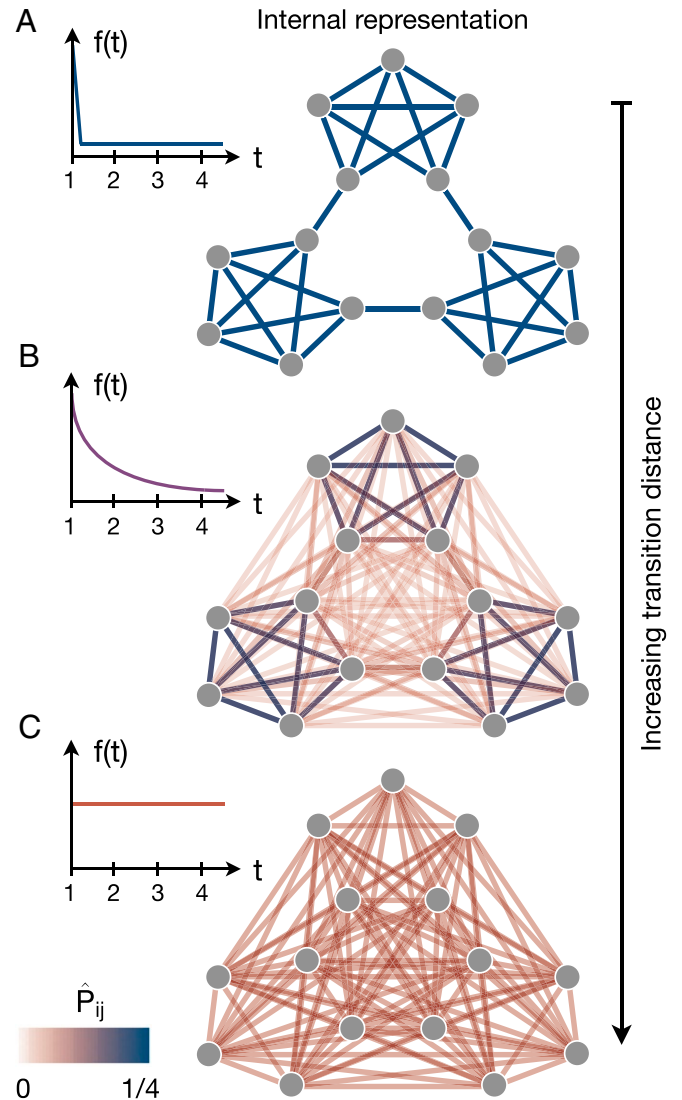 A
Internal representation
f(t)
t
1 2 3 4
B
f(t)
t
1 2 3 4
Increasing transition distance
C
f(t)
t
1 2 3 4
P̂ij
0 1/4